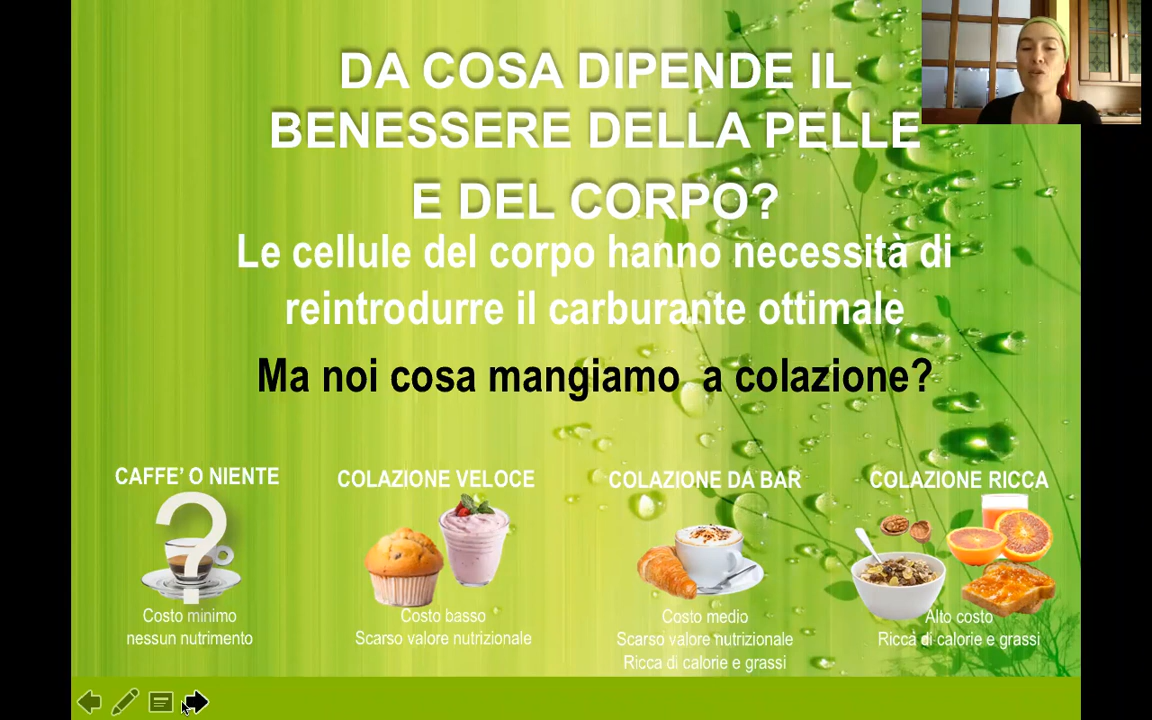 DA COSA DIPENDE IL
BENESSERE DELLA PELLE
E DEL CORPO?
Le cellule del corpo hanno necessità di
reintrodurre il carburante ottimale
Ma noi cosa mangiamo a colazione?
CAFFE' O NIENTE
?
Costo minimo
nessun nutrimento
COLAZIONE VELOCE
Costo basso
Scarso valore nutrizionale
COLAZIONE DA BAR
Costo medio
Scarso valore nutrizionale
Ricca di calorie e grassi
COLAZIONE RICCA
Alto costo
Ricca di calorie e grassi